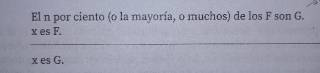 El n por ciento (o la mayoría, o muchos) de los F son G.
x es F.
x es G.